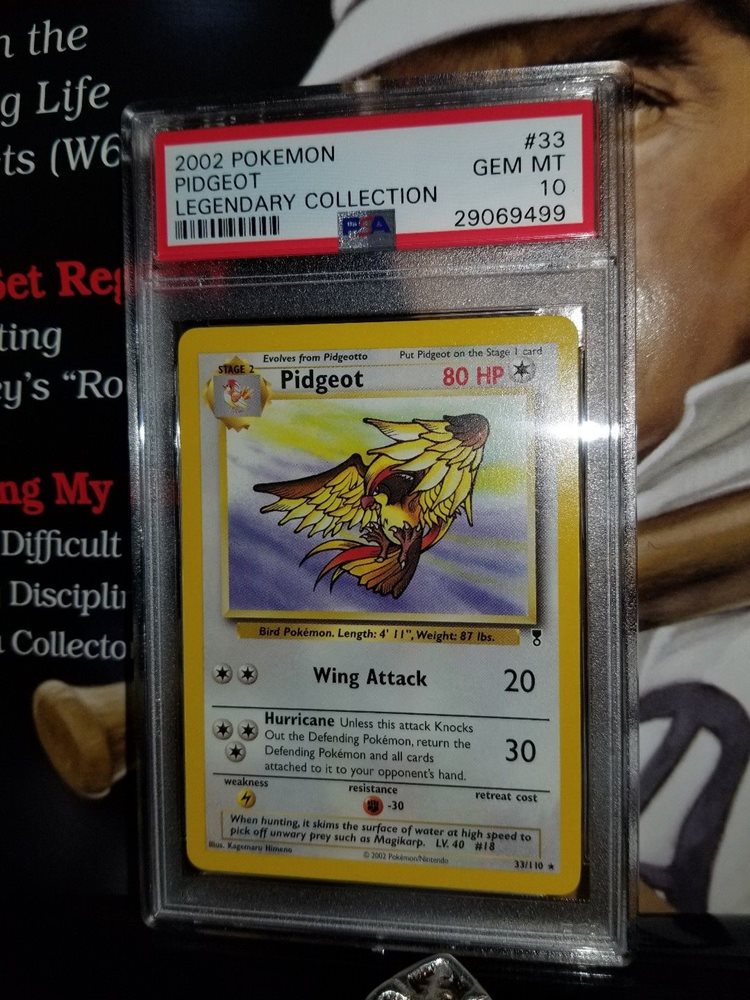 n the
g Life
ts (W6
Set Reg
ting
ey's "Ro
ng My
Difficult
Discipli
Collecto
2002 POKEMON #33
PIDGEOT GEM MT
LEGENDARY COLLECTION 10
PSA 29069499
Evolves from Pidgeotto Put Pidgeot on the Stage 1 card
STAGE 2 Pidgeot 80 HP
Bird Pokémon. Length: 4' 11", Weight: 87 lbs.
Wing Attack 20
Hurricane Unless this attack Knocks
Out the Defending Pokémon, return the
Defending Pokémon and all cards 30
attached to it to your opponent's hand.
weakness resistance retreat cost
-30
When hunting, it skims the surface of water at high speed to
pick off unwary prey such as Magikarp. LV. 40 #18
Illus. Kagemaru Himeno © 2002 Pokémon/Nintendo 33/110 ★